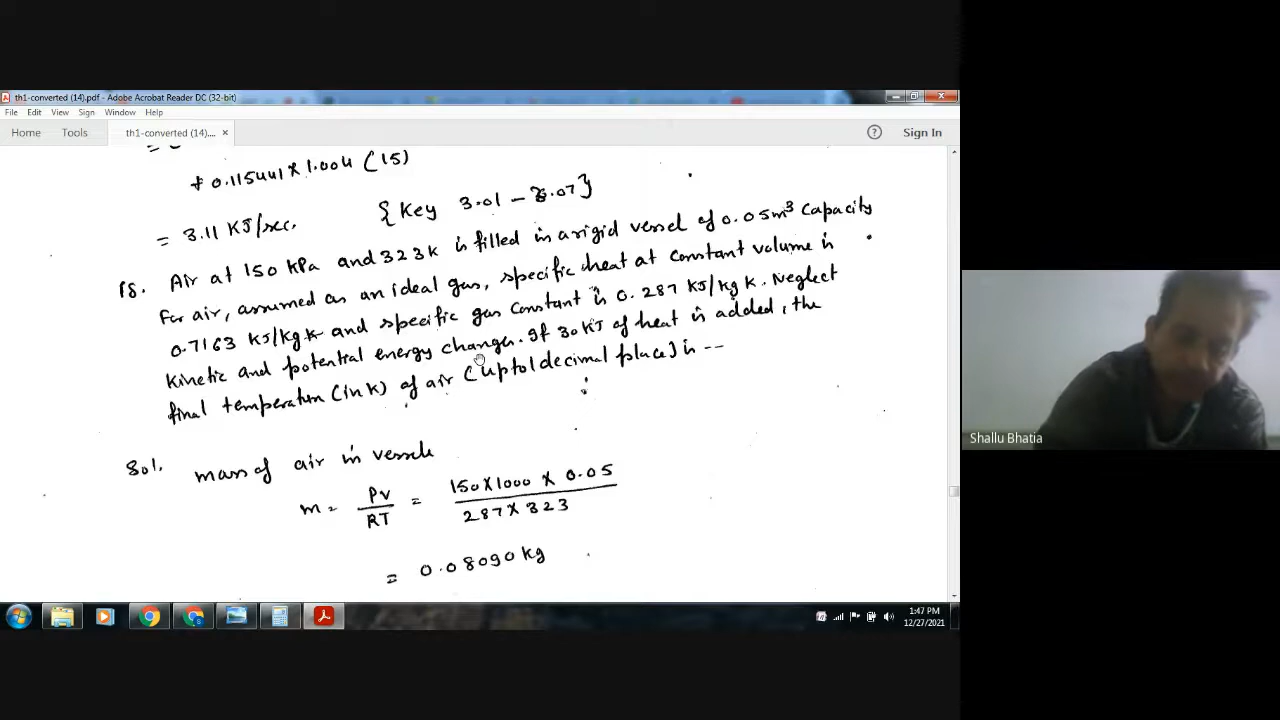 th1-converted (14).pdf - Adobe Acrobat Reader DC (32-bit)
File Edit View Sign Window Help
Home Tools th1-converted (14).... × ? Sign In
+ 0.115441 × 1.004 (15)
= 3.11 KJ/sec. {Key 3.01 - 3.07}
18. Air at 150 kPa and 323K is filled in a rigid vessel of 0.05m³ capacity
For air, assumed as an ideal gas, specific heat at constant volume is
0.7163 KJ/kgK and specific gas constant is 0.287 KJ/kg K. Neglect
kinetic and potential energy changes. If 30KJ of heat is added, the
final temperature (in K) of air (upto 1 decimal place) is ---
Sol. mass of air in vessel
m = PV/RT = 150×1000 × 0.05/287×323
= 0.08090 kg
Shallu Bhatia
1:47 PM
12/27/2021